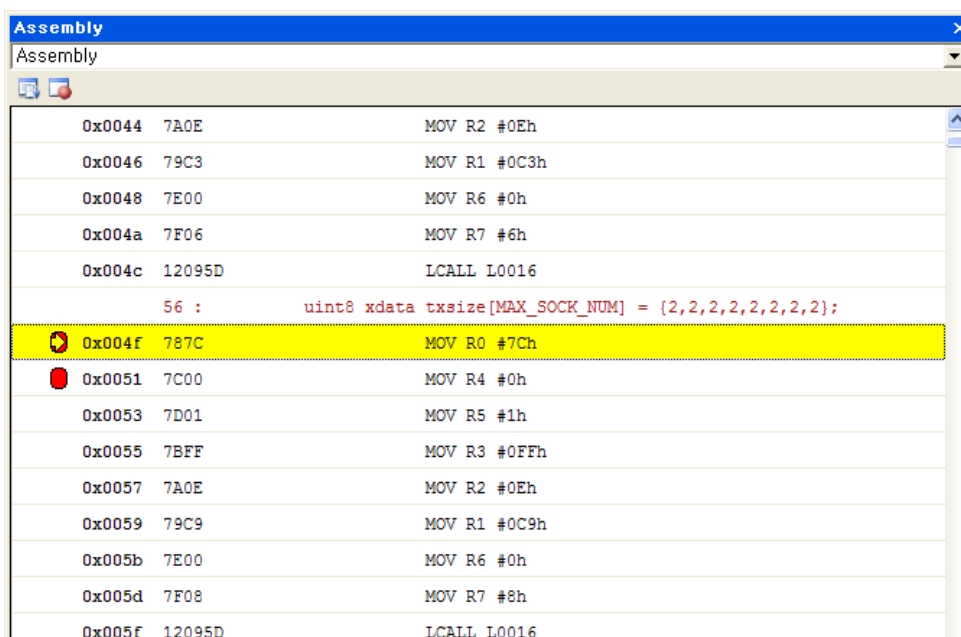 Assembly
Assembly
0x0044 7A0E MOV R2 #0Eh
0x0046 79C3 MOV R1 #0C3h
0x0048 7E00 MOV R6 #0h
0x004a 7F06 MOV R7 #6h
0x004c 12095D LCALL L0016
56 : uint8 xdata txsize[MAX_SOCK_NUM] = {2,2,2,2,2,2,2,2};
0x004f 787C MOV R0 #7Ch
0x0051 7C00 MOV R4 #0h
0x0053 7D01 MOV R5 #1h
0x0055 7BFF MOV R3 #0FFh
0x0057 7A0E MOV R2 #0Eh
0x0059 79C9 MOV R1 #0C9h
0x005b 7E00 MOV R6 #0h
0x005d 7F08 MOV R7 #8h
0x005f 12095D LCALL L0016